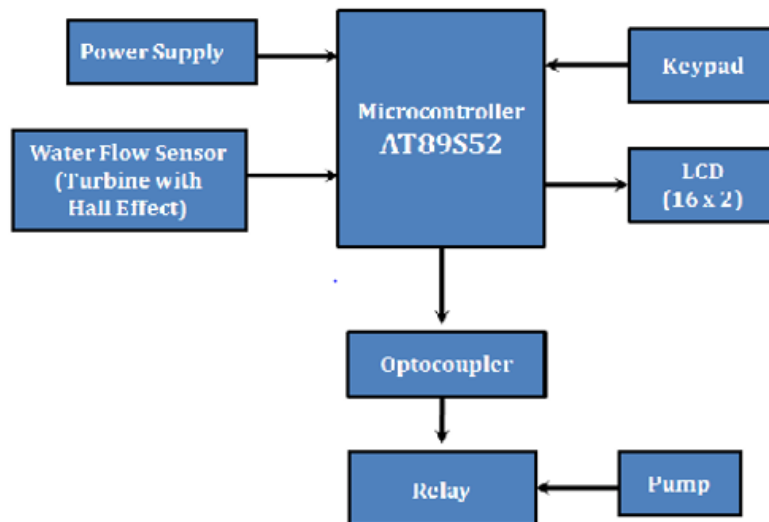 Power Supply
Water Flow Sensor
(Turbine with
Hall Effect)
Microcontroller
AT89S52
Keypad
LCD
(16 x 2)
Optocoupler
Relay
Pump